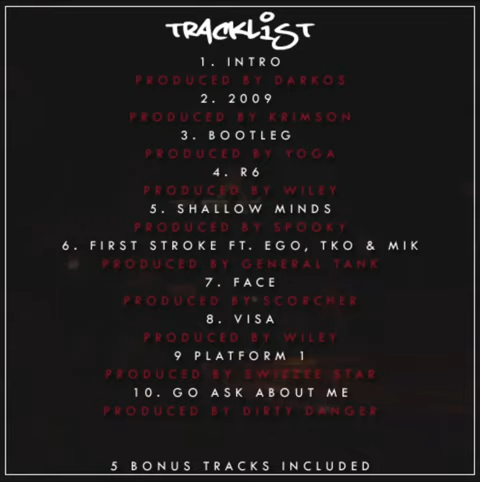 TRACKLIST
1. INTRO
PRODUCED BY DARKOS
2. 2009
PRODUCED BY KRIMSON
3. BOOTLEG
PRODUCED BY YOGA
4. R6
PRODUCED BY WILEY
5. SHALLOW MINDS
PRODUCED BY SPOOKY
6. FIRST STROKE FT. EGO, TKO & MIK
PRODUCED BY GENERAL TANK
7. FACE
PRODUCED BY SCORCHER
8. VISA
PRODUCED BY WILEY
9 PLATFORM 1
PRODUCED BY SWIZZEE STAR
10. GO ASK ABOUT ME
PRODUCED BY DIRTY DANGER
5 BONUS TRACKS INCLUDED